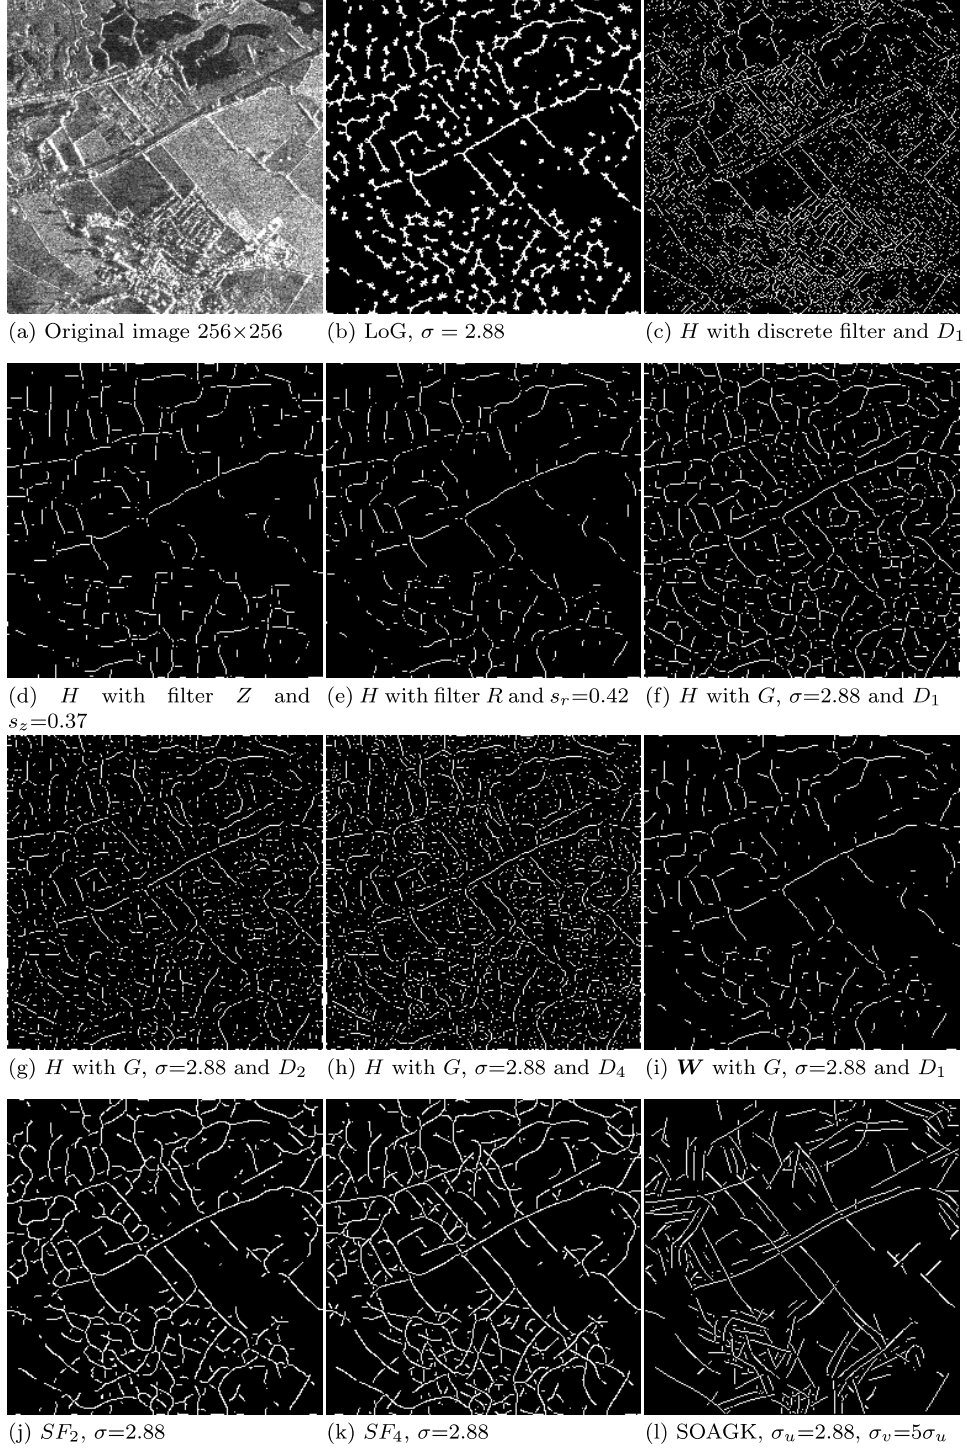 (a) Original image 256×256
(b) LoG, σ = 2.88
(c) H with discrete filter and D₁
(d) H with filter Z and
s_z=0.37
(e) H with filter R and s_r=0.42
(f) H with G, σ=2.88 and D₁
(g) H with G, σ=2.88 and D₂
(h) H with G, σ=2.88 and D₄
(i) W with G, σ=2.88 and D₁
(j) SF₂, σ=2.88
(k) SF₄, σ=2.88
(l) SOAGK, σᵤ=2.88, σᵥ=5σᵤ